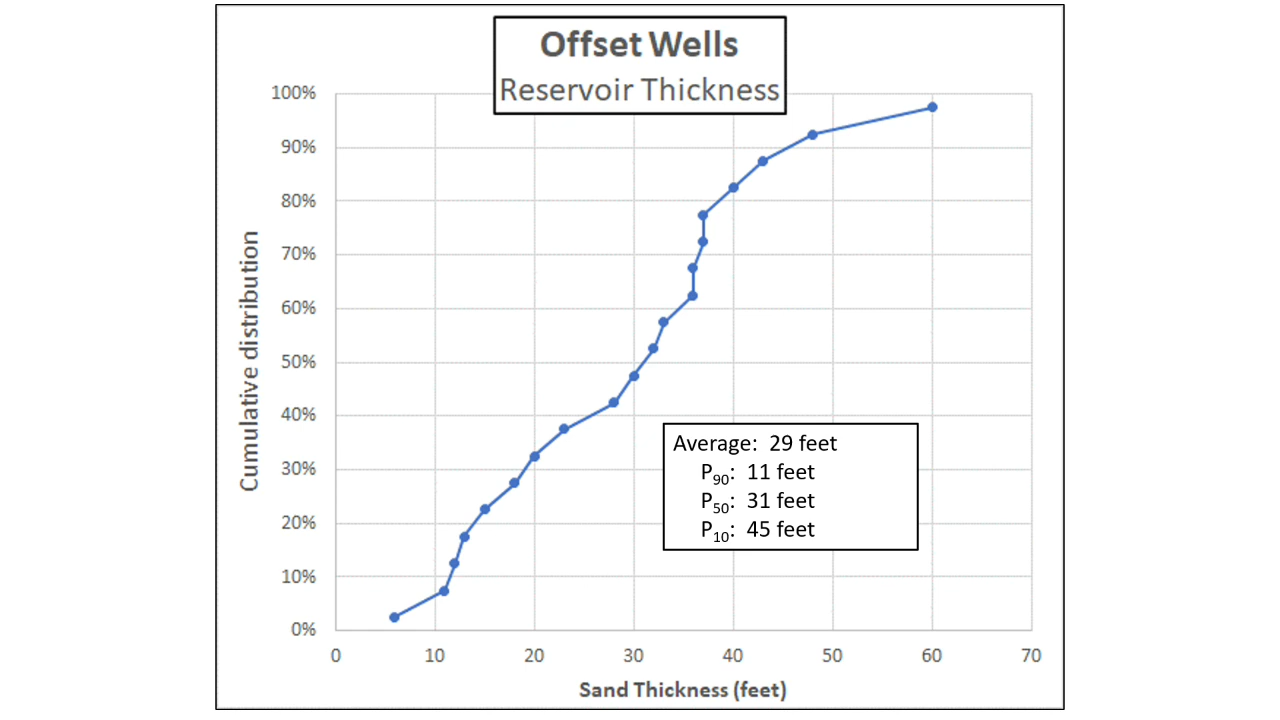 Offset Wells
Reservoir Thickness
100%
90%
80%
70%
60%
50%
40%
30%
20%
10%
0%
Cumulative distribution
Average: 29 feet
P90: 11 feet
P50: 31 feet
P10: 45 feet
0 10 20 30 40 50 60 70
Sand Thickness (feet)